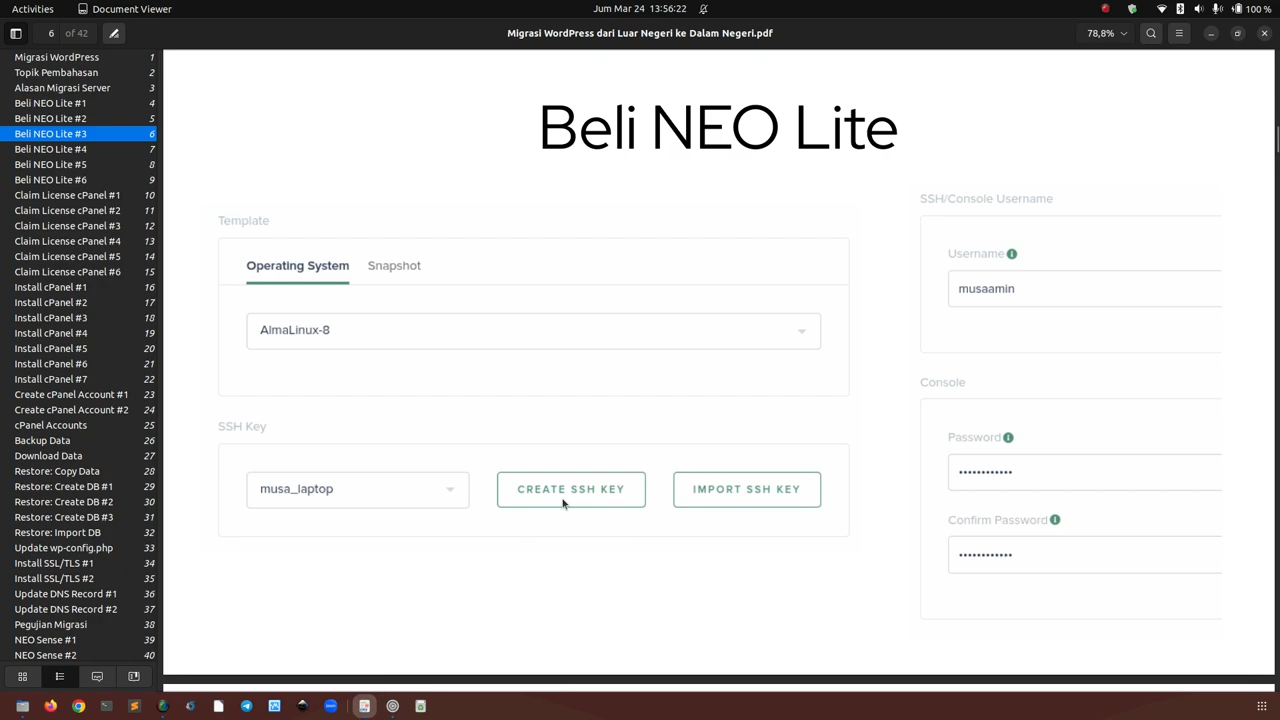 Activities
Document Viewer
Jum Mar 24 13:56:22
100 %
6 of 42
Migrasi WordPress dari Luar Negeri ke Dalam Negeri.pdf
78,8%
Migrasi WordPress 1
Topik Pembahasan 2
Alasan Migrasi Server 3
Beli NEO Lite #1 4
Beli NEO Lite #2 5
Beli NEO Lite #3 6
Beli NEO Lite #4 7
Beli NEO Lite #5 8
Beli NEO Lite #6 9
Claim License cPanel #1 10
Claim License cPanel #2 11
Claim License cPanel #3 12
Claim License cPanel #4 13
Claim License cPanel #5 14
Claim License cPanel #6 15
Install cPanel #1 16
Install cPanel #2 17
Install cPanel #3 18
Install cPanel #4 19
Install cPanel #5 20
Install cPanel #6 21
Install cPanel #7 22
Create cPanel Account #1 23
Create cPanel Account #2 24
cPanel Accounts 25
Backup Data 26
Download Data 27
Restore: Copy Data 28
Restore: Create DB #1 29
Restore: Create DB #2 30
Restore: Create DB #3 31
Restore: Import DB 32
Update wp-config.php 33
Install SSL/TLS #1 34
Install SSL/TLS #2 35
Update DNS Record #1 36
Update DNS Record #2 37
Pegujian Migrasi 38
NEO Sense #1 39
NEO Sense #2 40
Beli NEO Lite
Template
Operating System
Snapshot
AlmaLinux-8
SSH Key
musa_laptop
CREATE SSH KEY
IMPORT SSH KEY
SSH/Console Username
Username
musaamin
Console
Password
••••••••••••
Confirm Password
••••••••••••